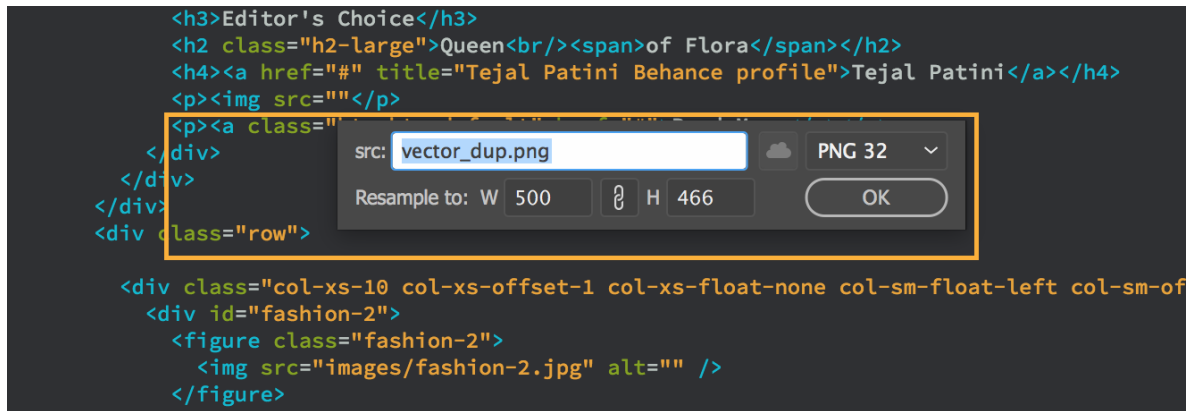 <h3>Editor's Choice</h3>
<h2 class="h2-large">Queen<br/><span>of Flora</span></h2>
<h4><a href="#" title="Tejal Patini Behance profile">Tejal Patini</a></h4>
<p><img src=""</p>
<p><a class="
</div>
</div>
</div>
<div class="row">
src: vector_dup.png PNG 32
Resample to: W 500 H 466 OK
<div class="col-xs-10 col-xs-offset-1 col-xs-float-none col-sm-float-left col-sm-of
<div id="fashion-2">
<figure class="fashion-2">
<img src="images/fashion-2.jpg" alt="" />
</figure>